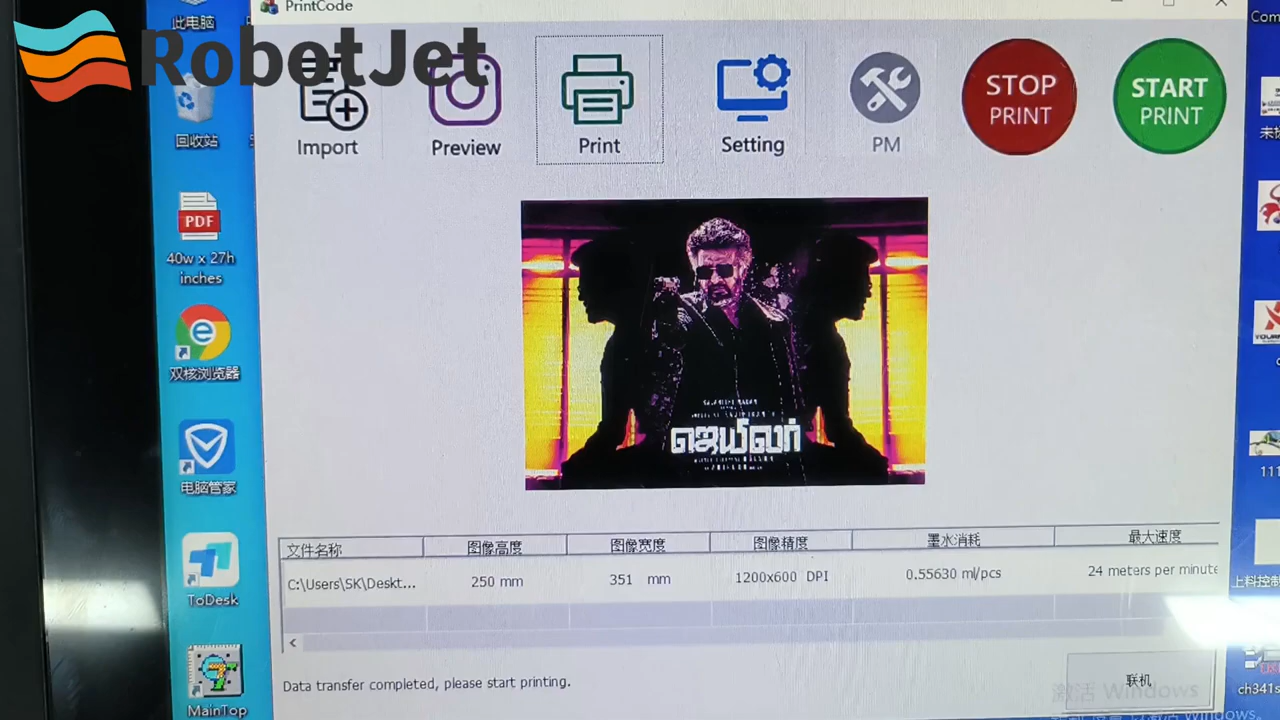 PrintCode
RobotJet
Import
Preview
Print
Setting
PM
STOP
PRINT
START
PRINT
此电脑
回收站
PDF
40w x 27h
inches
双核浏览器
电脑管家
ToDesk
MainTop
ஜெயிலர்
文件名称 图像高度 图像宽度 图像精度 墨水消耗 最大速度
C:\Users\SK\Deskt... 250 mm 351 mm 1200x600 DPI 0.55630 ml/pcs 24 meters per minute
<
Data transfer completed, please start printing.
联机
激活 Windows
Com
111
上料控制
ch341s